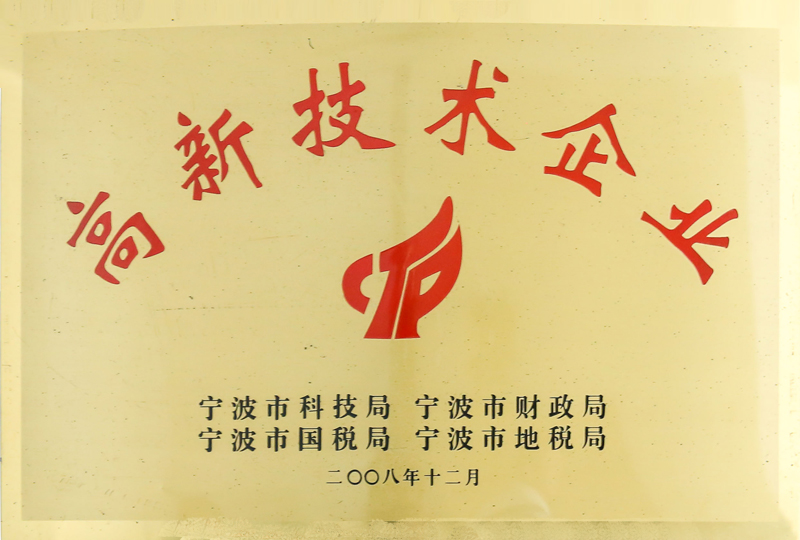 高新技术企业
宁波市科技局 宁波市财政局
宁波市国税局 宁波市地税局
二〇〇八年十二月